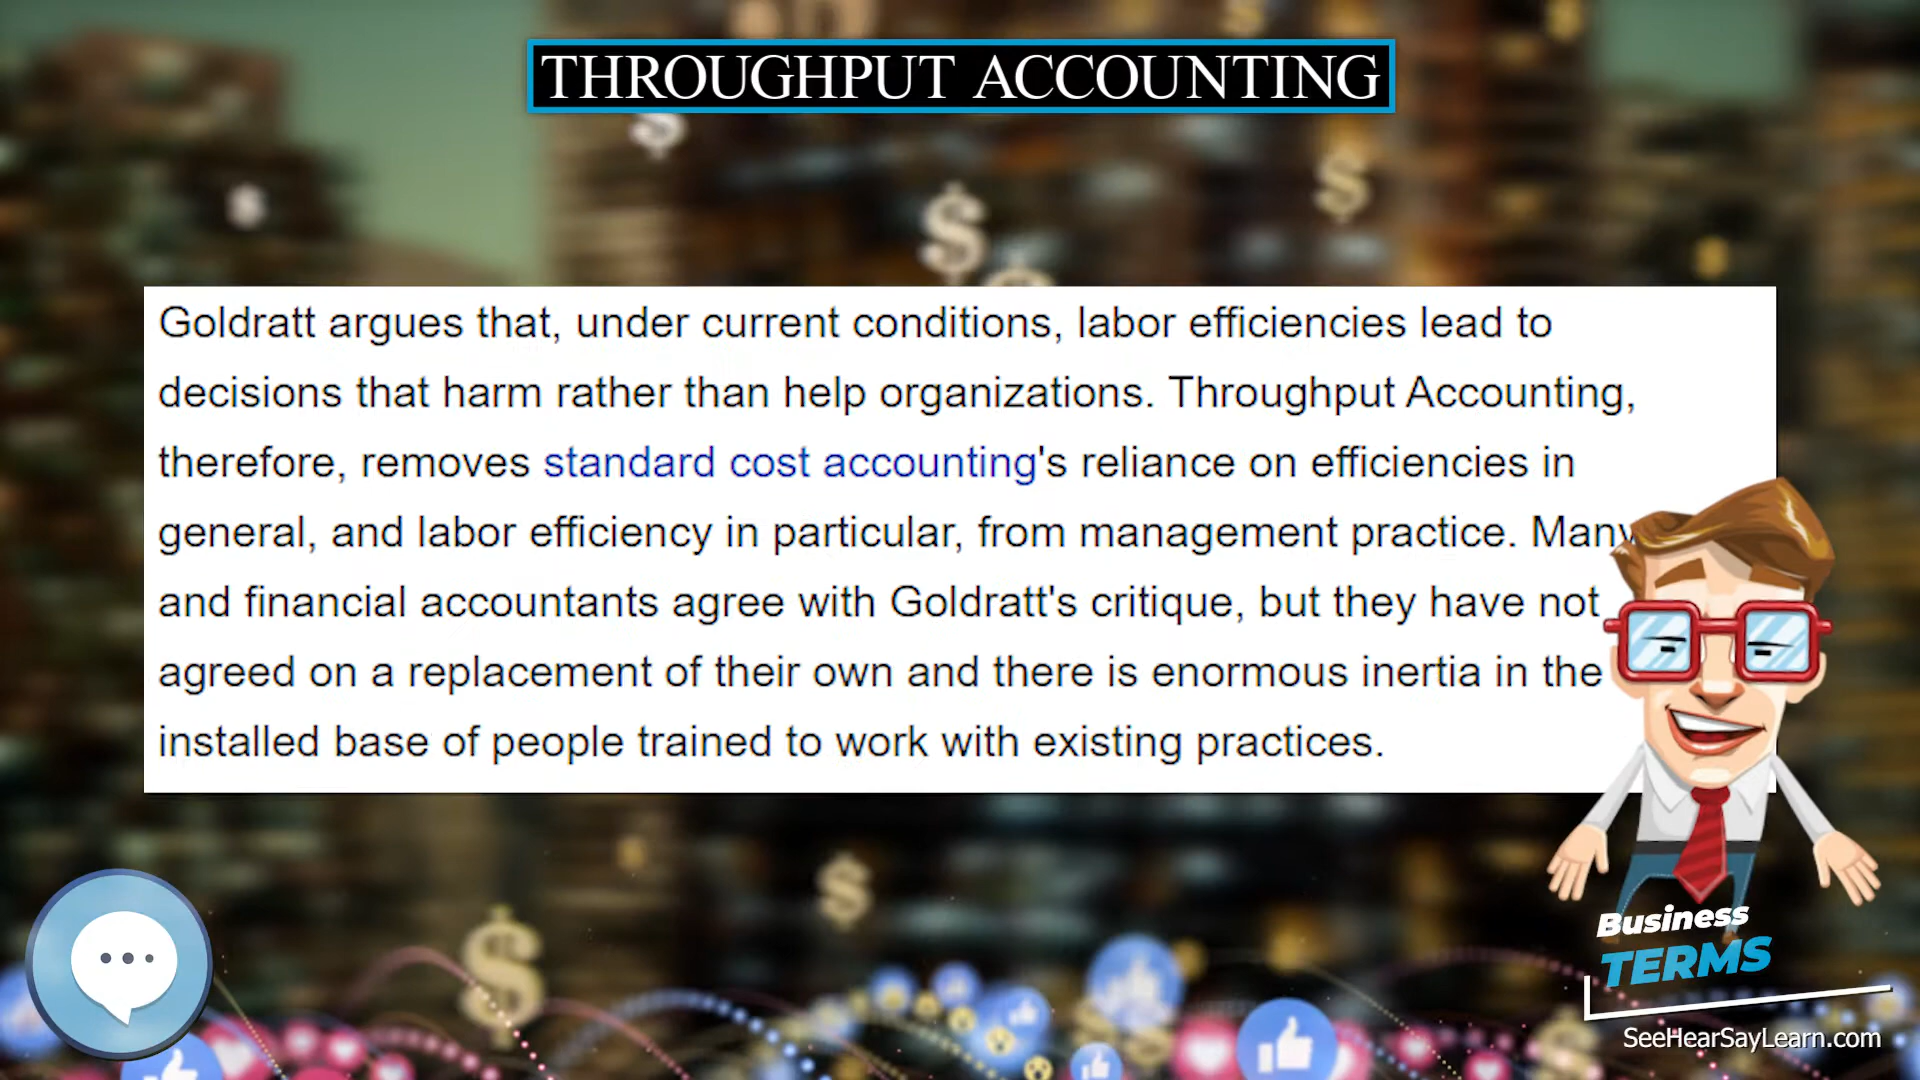 THROUGHPUT ACCOUNTING
Goldratt argues that, under current conditions, labor efficiencies lead to
decisions that harm rather than help organizations. Throughput Accounting,
therefore, removes standard cost accounting's reliance on efficiencies in
general, and labor efficiency in particular, from management practice. Many
and financial accountants agree with Goldratt's critique, but they have not
agreed on a replacement of their own and there is enormous inertia in the
installed base of people trained to work with existing practices.
Business
TERMS
SeeHearSayLearn.com